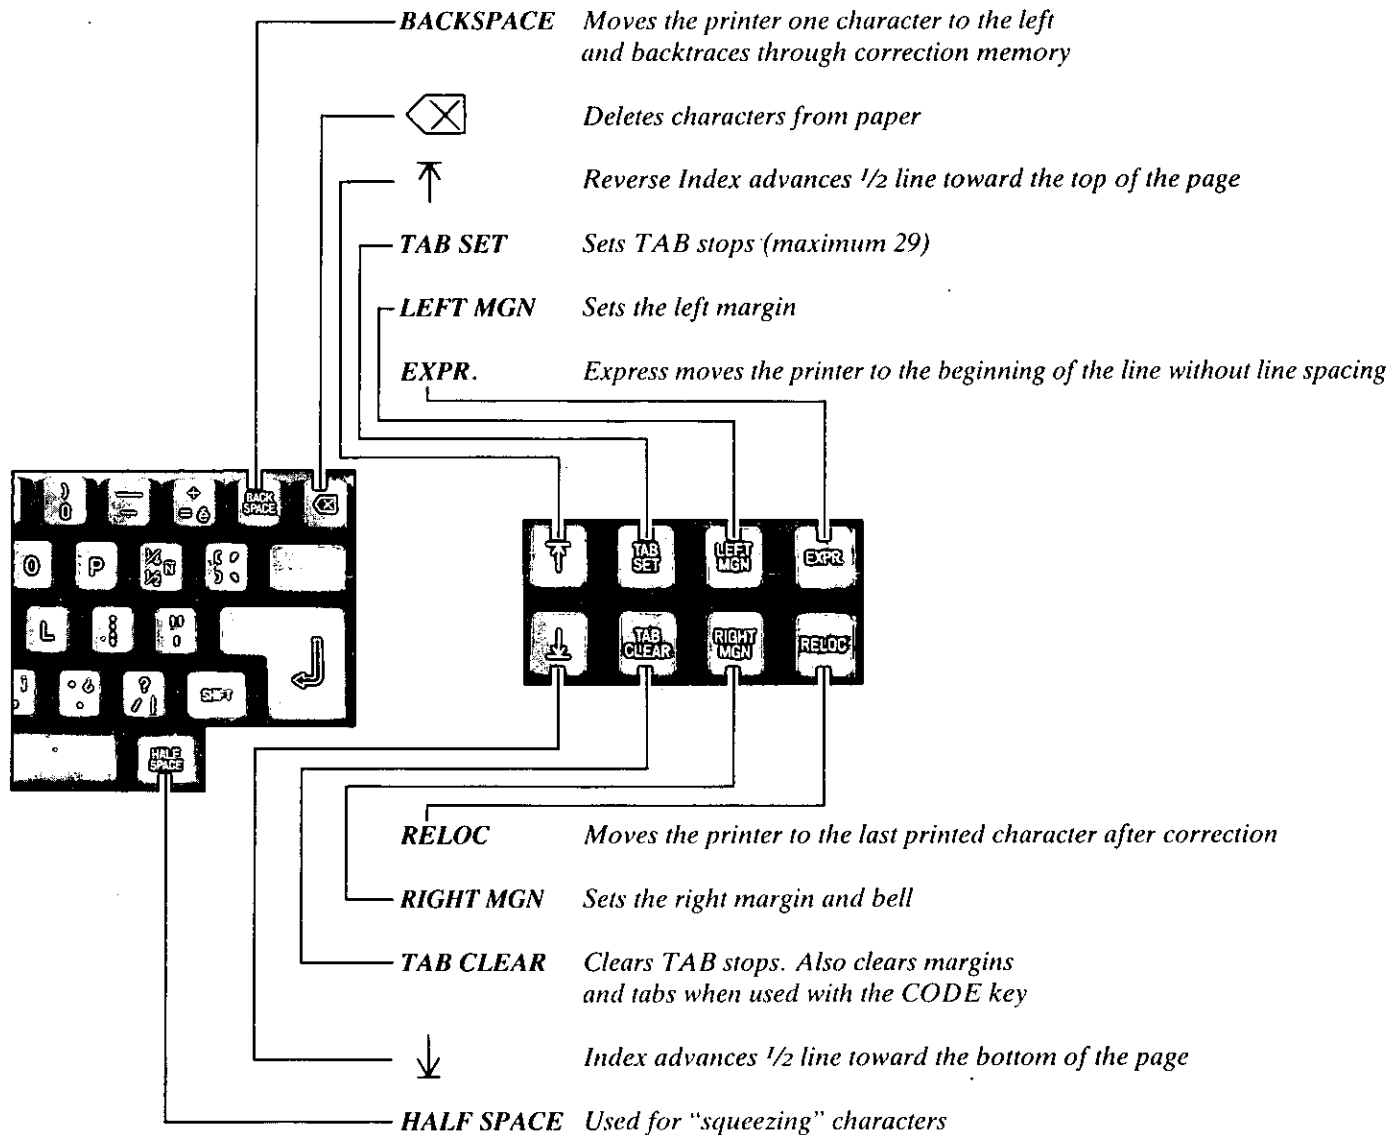 BACKSPACE Moves the printer one character to the left
and backtraces through correction memory
Deletes characters from paper
Reverse Index advances 1/2 line toward the top of the page
TAB SET Sets TAB stops (maximum 29)
LEFT MGN Sets the left margin
EXPR. Express moves the printer to the beginning of the line without line spacing
) _ + BACK SPACE
0 - =
O P 1/4 1/2 Ñ
L : "
? / SHIFT
HALF SPACE
TAB SET LEFT MGN EXPR.
TAB CLEAR RIGHT MGN RELOC
RELOC Moves the printer to the last printed character after correction
RIGHT MGN Sets the right margin and bell
TAB CLEAR Clears TAB stops. Also clears margins
and tabs when used with the CODE key
Index advances 1/2 line toward the bottom of the page
HALF SPACE Used for “squeezing” characters